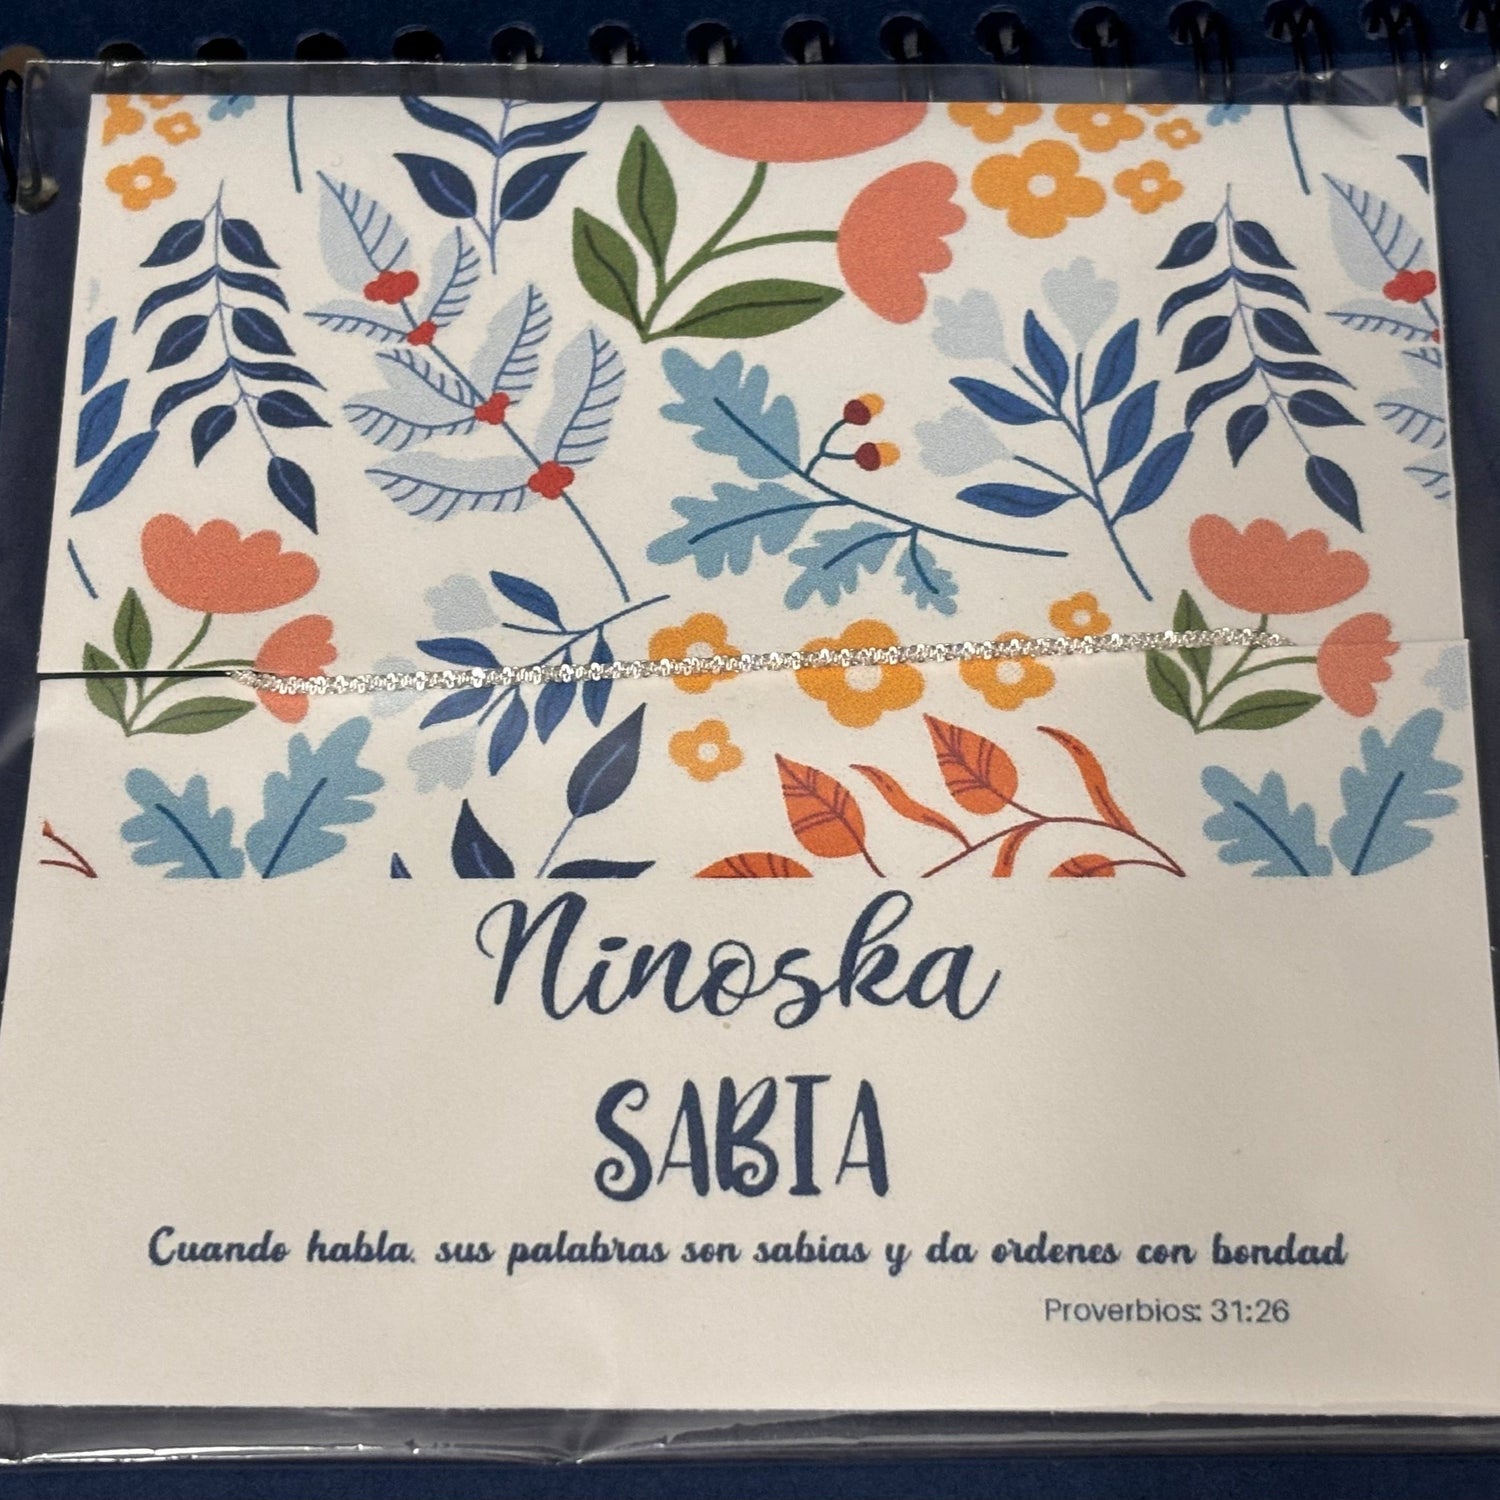 Ninoska
SABIA
Cuando habla. sus palabras son sabias y da ordenes con bondad
Proverbios: 31:26